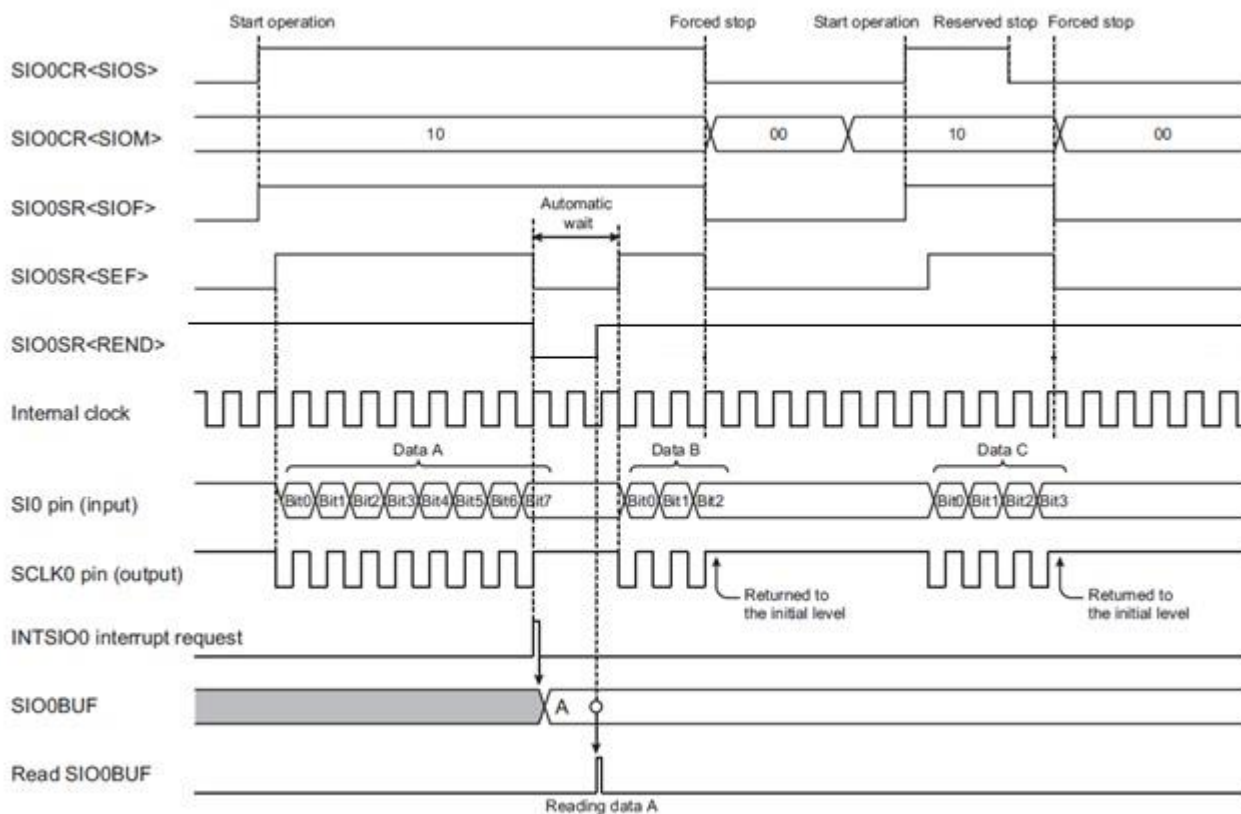 Start operation Forced stop Start operation Reserved stop Forced stop
SIO0CR<SIOS>
SIO0CR<SIOM> 10 00 10 00
SIO0SR<SIOF>
Automatic
wait
SIO0SR<SEF>
SIO0SR<REND>
Internal clock
Data A Data B Data C
SI0 pin (input) Bit0 Bit1 Bit2 Bit3 Bit4 Bit5 Bit6 Bit7 Bit0 Bit1 Bit2 Bit0 Bit1 Bit2 Bit3
SCLK0 pin (output)
Returned to Returned to
the initial level the initial level
INTSIO0 interrupt request
SIO0BUF A
Read SIO0BUF
Reading data A